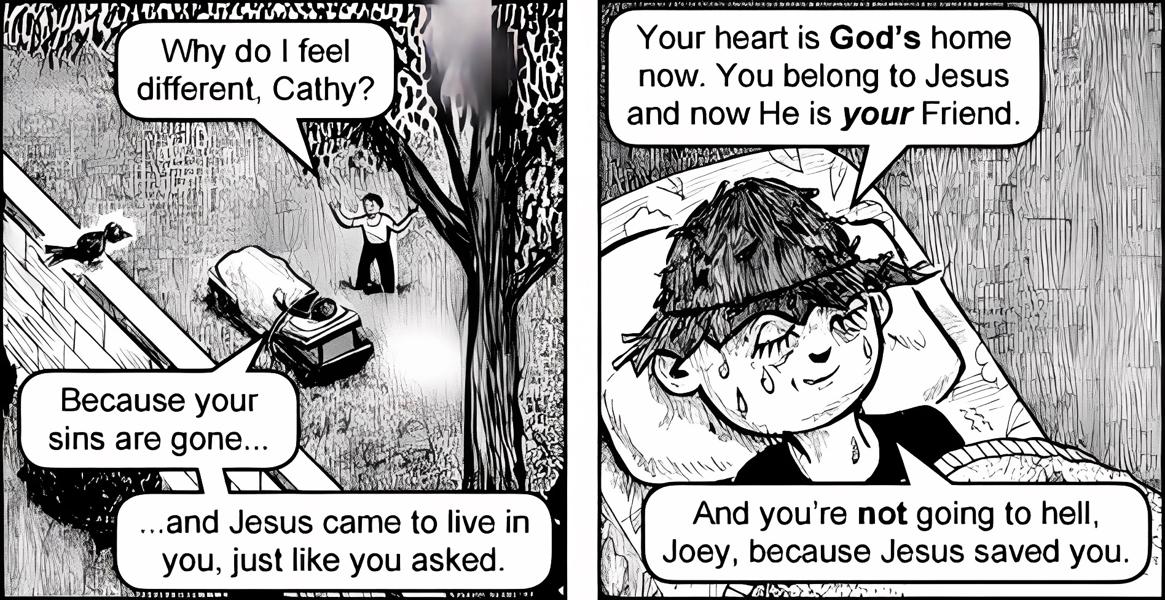 Why do I feel
different, Cathy?
Because your
sins are gone...
...and Jesus came to live in
you, just like you asked.
Your heart is God's home
now. You belong to Jesus
and now He is your Friend.
And you're not going to hell,
Joey, because Jesus saved you.